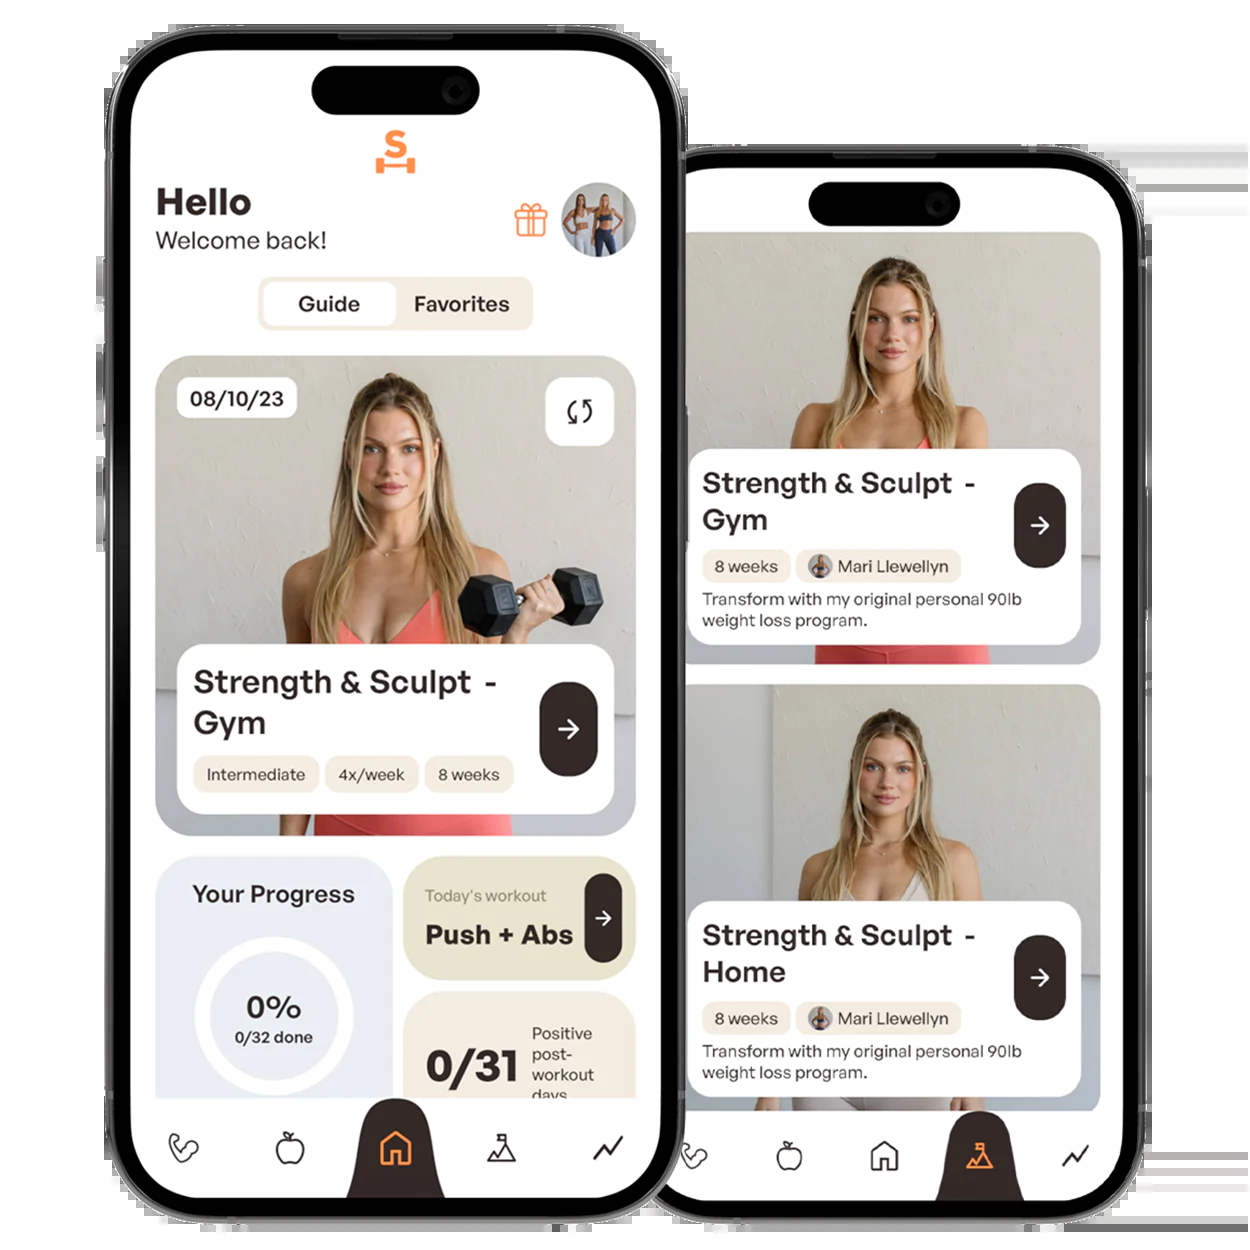 S
Hello
Welcome back!
Guide
Favorites
08/10/23
Strength & Sculpt -
Gym
Intermediate
4x/week
8 weeks
Your Progress
0%
0/32 done
Today's workout
Push + Abs
0/31
Positive
post-
workout
days
Strength & Sculpt -
Gym
8 weeks
Mari Llewellyn
Transform with my original personal 90lb
weight loss program.
Strength & Sculpt -
Home
8 weeks
Mari Llewellyn
Transform with my original personal 90lb
weight loss program.